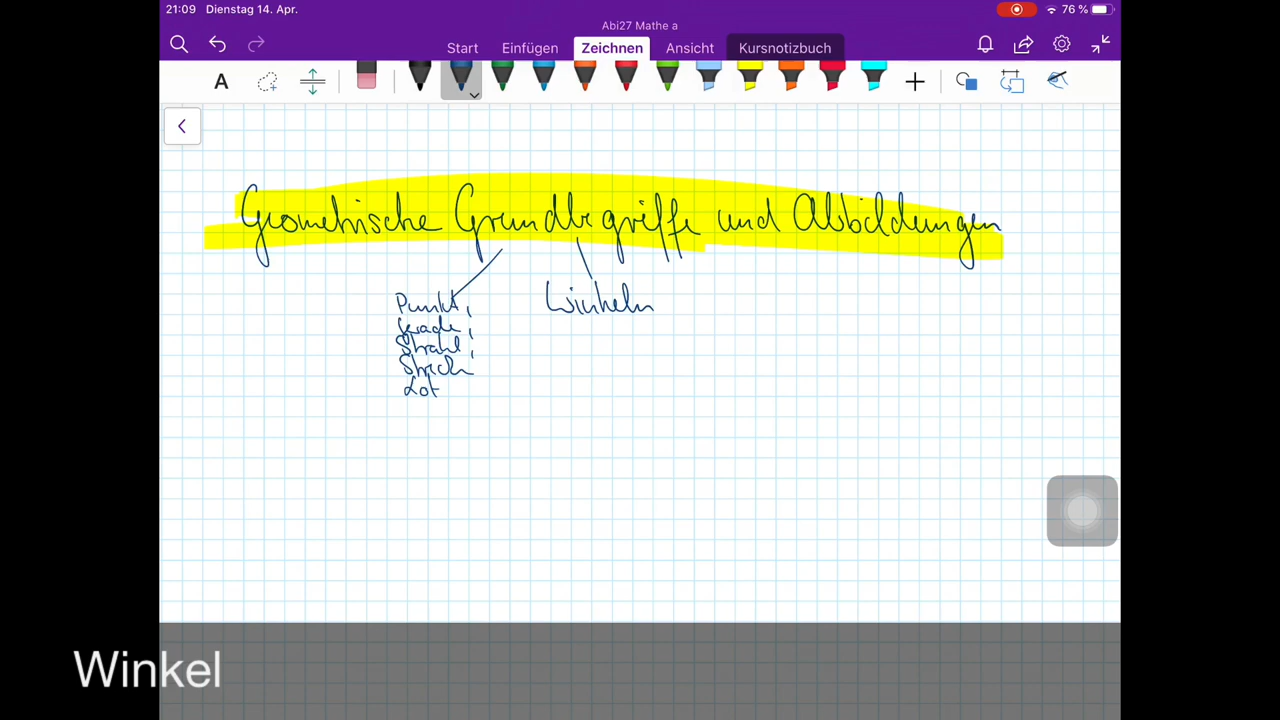 21:09 Dienstag 14. Apr.
76 %
Abi27 Mathe a
Start Einfügen Zeichnen Ansicht Kursnotizbuch
A
Geometrische Grundbegriffe und Abbildungen
Punkt,
Gerade,
Strahl,
Lot
Winkeln
Winkel